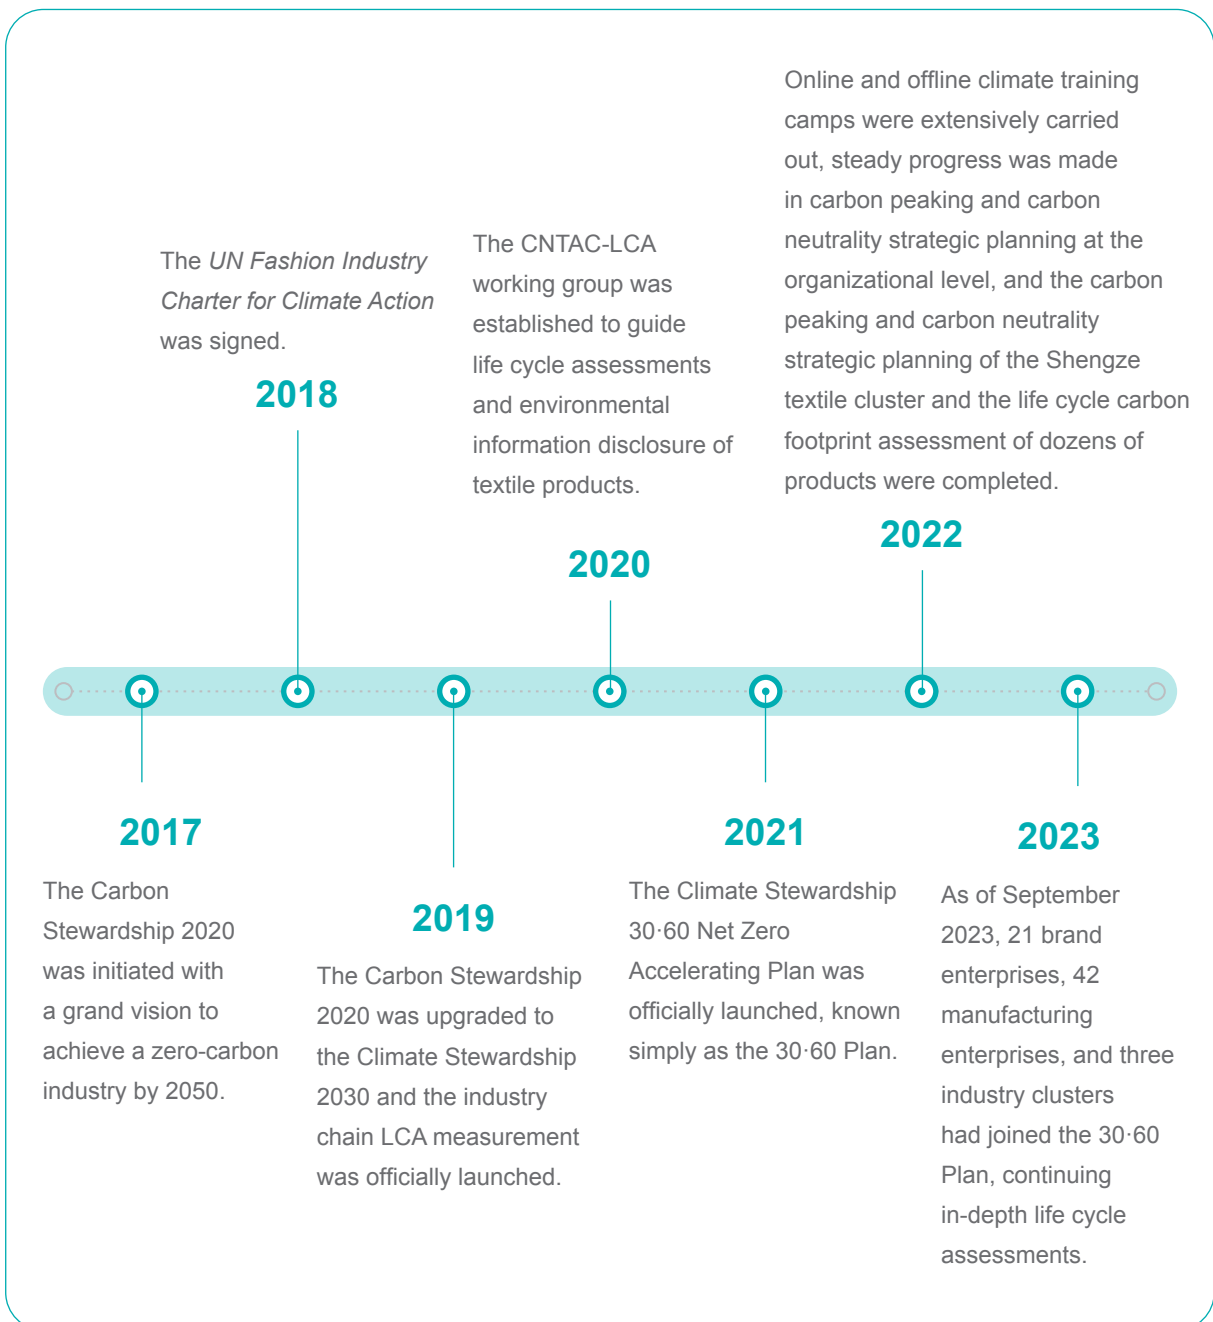 The UN Fashion Industry
Charter for Climate Action
was signed.
2018
The CNTAC-LCA
working group was
established to guide
life cycle assessments
and environmental
information disclosure of
textile products.
2020
Online and offline climate training
camps were extensively carried
out, steady progress was made
in carbon peaking and carbon
neutrality strategic planning at the
organizational level, and the carbon
peaking and carbon neutrality
strategic planning of the Shengze
textile cluster and the life cycle carbon
footprint assessment of dozens of
products were completed.
2022
2017
The Carbon
Stewardship 2020
was initiated with
a grand vision to
achieve a zero-carbon
industry by 2050.
2019
The Carbon Stewardship
2020 was upgraded to
the Climate Stewardship
2030 and the industry
chain LCA measurement
was officially launched.
2021
The Climate Stewardship
30·60 Net Zero
Accelerating Plan was
officially launched, known
simply as the 30·60 Plan.
2023
As of September
2023, 21 brand
enterprises, 42
manufacturing
enterprises, and three
industry clusters
had joined the 30·60
Plan, continuing
in-depth life cycle
assessments.